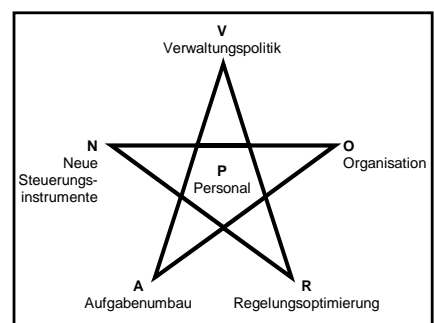 V
Verwaltungspolitik
N
Neue
Steuerungs-
instrumente
O
Organisation
P
Personal
A
Aufgabenumbau
R
Regelungsoptimierung